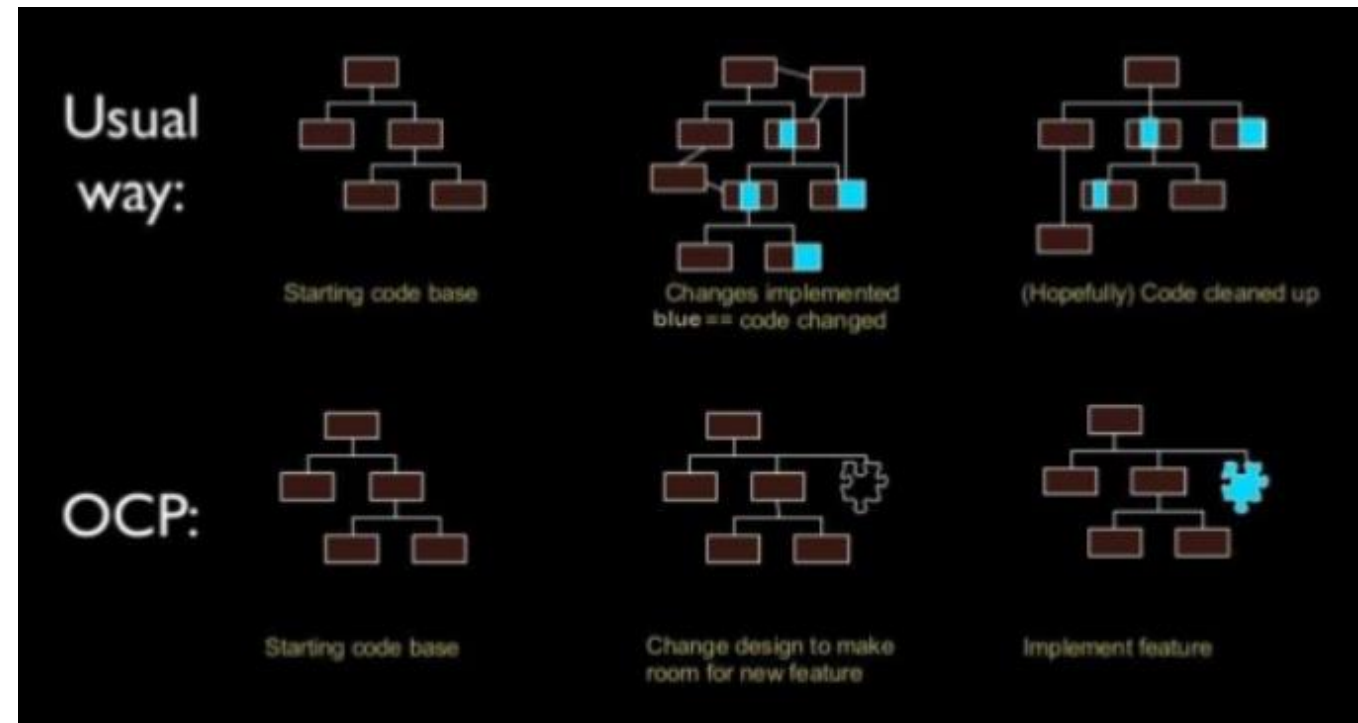 Usual
way:
Starting code base
Changes implemented
blue == code changed
(Hopefully) Code cleaned up
OCP:
Starting code base
Change design to make
room for new feature
Implement feature